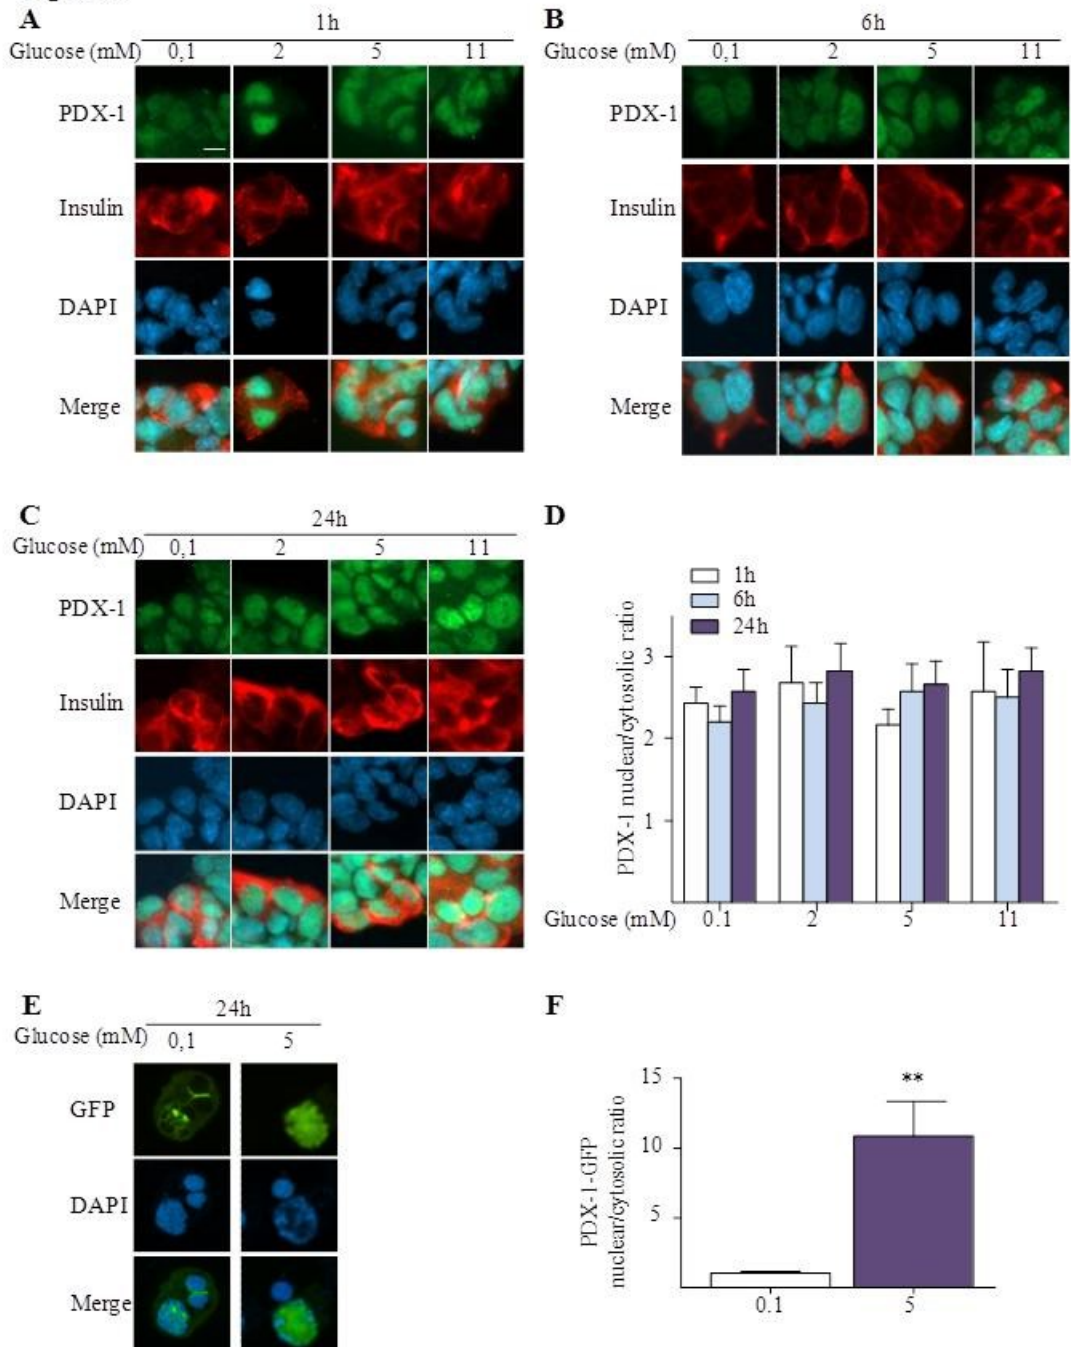 A
1h
Glucose (mM) 0,1 2 5 11
PDX-1
Insulin
DAPI
Merge
B
6h
Glucose (mM) 0,1 2 5 11
PDX-1
Insulin
DAPI
Merge
C
24h
Glucose (mM) 0,1 2 5 11
PDX-1
Insulin
DAPI
Merge
D
1h
6h
24h
PDX-1 nuclear/cytosolic ratio
3
2
1
Glucose (mM) 0.1 2 5 11
E
24h
Glucose (mM) 0,1 5
GFP
DAPI
Merge
F
PDX-1-GFP
nuclear/cytosolic ratio
15
10
5
**
0.1 5